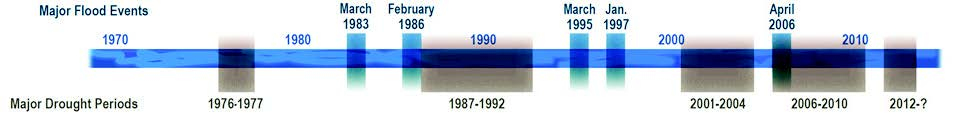 Major Flood Events
March
1983
February
1986
March
1995
Jan.
1997
April
2006
1970
1980
1990
2000
2010
Major Drought Periods
1976-1977
1987-1992
2001-2004
2006-2010
2012-?